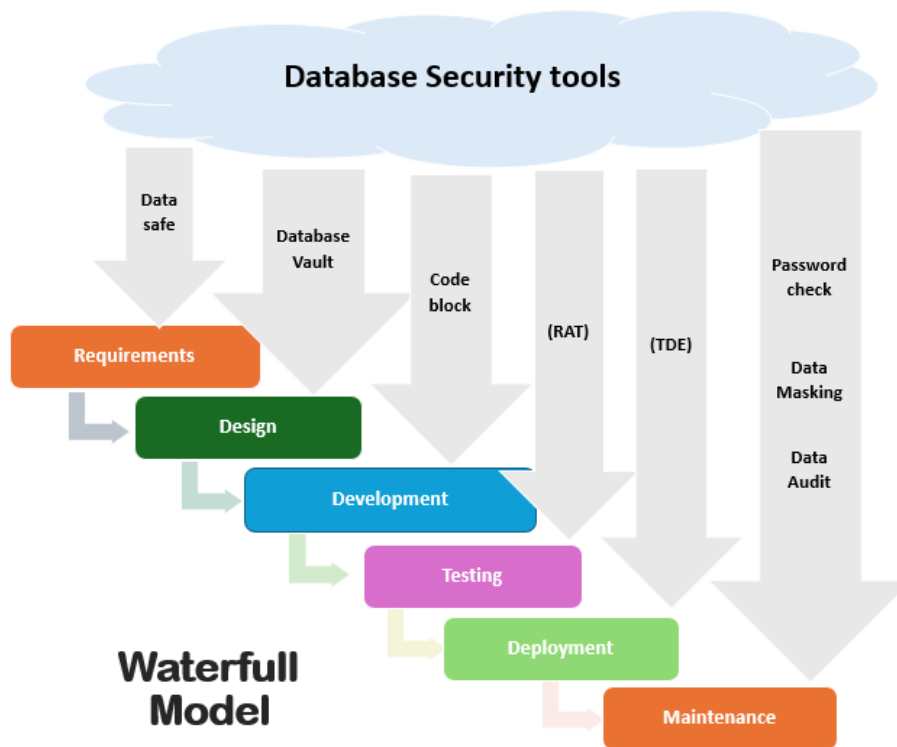 Database Security tools
Data
safe
Database
Vault
Code
block
(RAT)
(TDE)
Password
check
Data
Masking
Data
Audit
Requirements
Design
Development
Testing
Deployment
Maintenance
Waterfull
Model